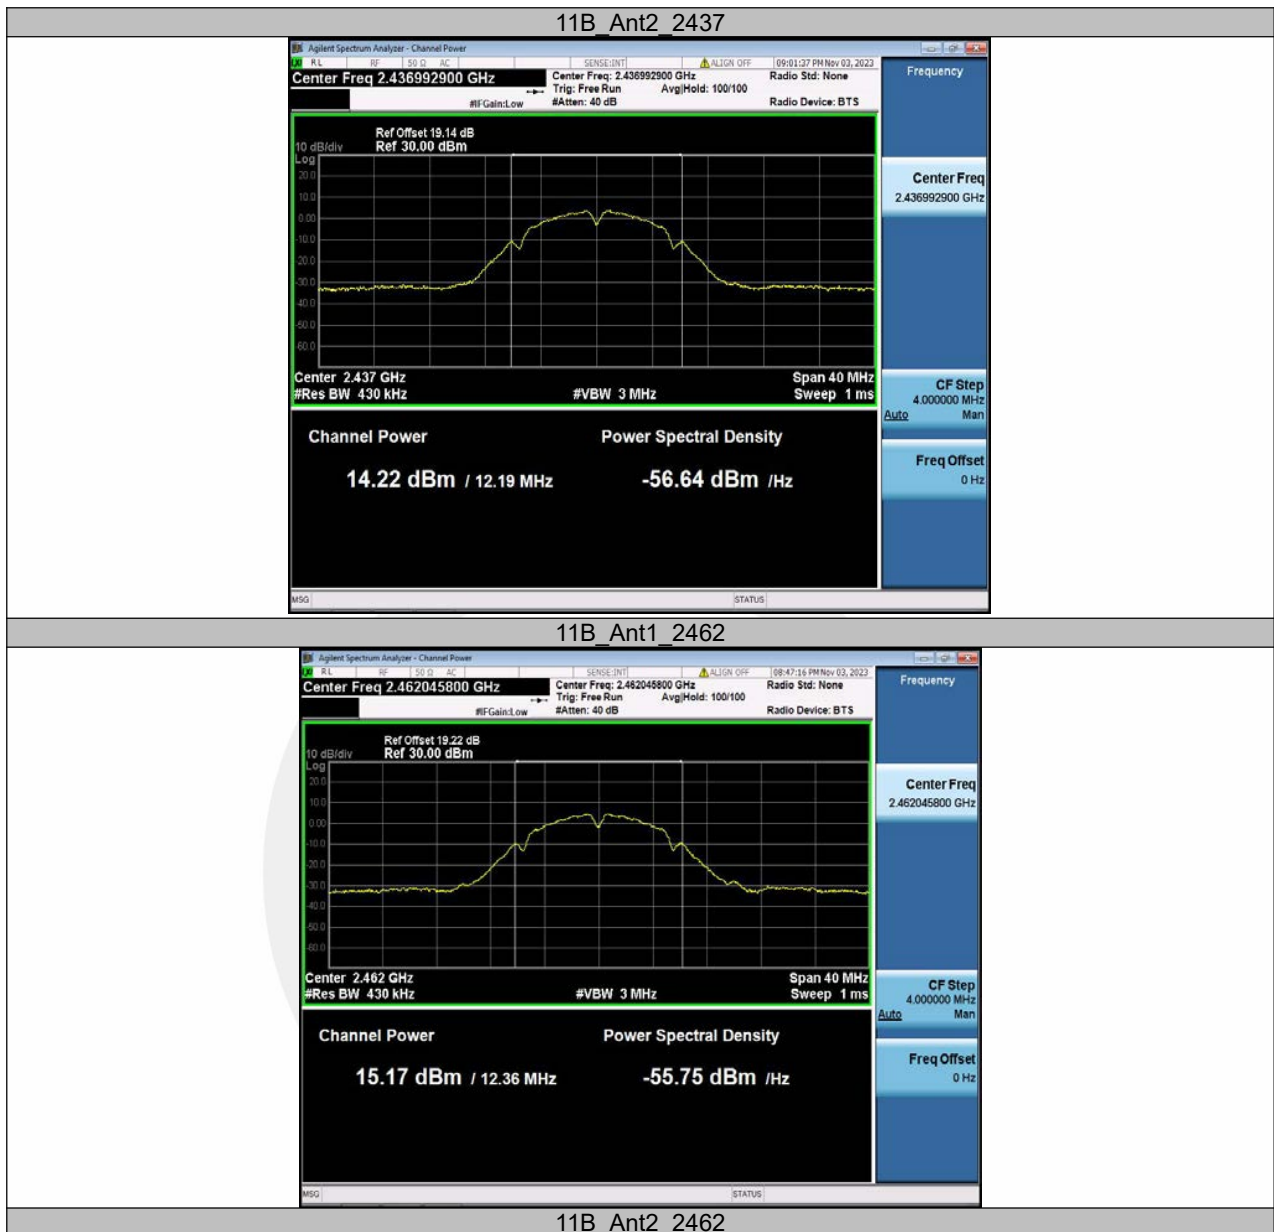 11B_Ant2_2437
Agilent Spectrum Analyzer - Channel Power
RL RF 50 Ω AC SENSE:INT ALIGN OFF 09:01:37 PM Nov 03, 2023
Center Freq 2.436992900 GHz
Center Freq: 2.436992900 GHz Radio Std: None
Trig: Free Run Avg|Hold: 100/100
#IFGain:Low #Atten: 40 dB Radio Device: BTS
Frequency
Ref Offset 19.14 dB
10 dB/div Ref 30.00 dBm
Log
20.0
10.0
0.00
-10.0
-20.0
-30.0
-50.0
-60.0
Center 2.437 GHz Span 40 MHz
#Res BW 430 kHz #VBW 3 MHz Sweep 1 ms
Center Freq
2.436992900 GHz
CF Step
4.000000 MHz
Auto Man
Freq Offset
0 Hz
Channel Power Power Spectral Density
14.22 dBm / 12.19 MHz -56.64 dBm /Hz
MSG STATUS
11B_Ant1_2462
Agilent Spectrum Analyzer - Channel Power
RL RF 50 Ω AC SENSE:INT ALIGN OFF 08:47:16 PM Nov 03, 2023
Center Freq 2.462045800 GHz
Center Freq: 2.462045800 GHz Radio Std: None
Trig: Free Run Avg|Hold: 100/100
#IFGain:Low #Atten: 40 dB Radio Device: BTS
Frequency
Ref Offset 19.22 dB
10 dB/div Ref 30.00 dBm
Log
20.0
10.0
0.00
-10.0
-20.0
-30.0
-40.0
-50.0
-60.0
Center 2.462 GHz Span 40 MHz
#Res BW 430 kHz #VBW 3 MHz Sweep 1 ms
Center Freq
2.462045800 GHz
CF Step
4.000000 MHz
Auto Man
Freq Offset
0 Hz
Channel Power Power Spectral Density
15.17 dBm / 12.36 MHz -55.75 dBm /Hz
MSG STATUS
11B_Ant2_2462